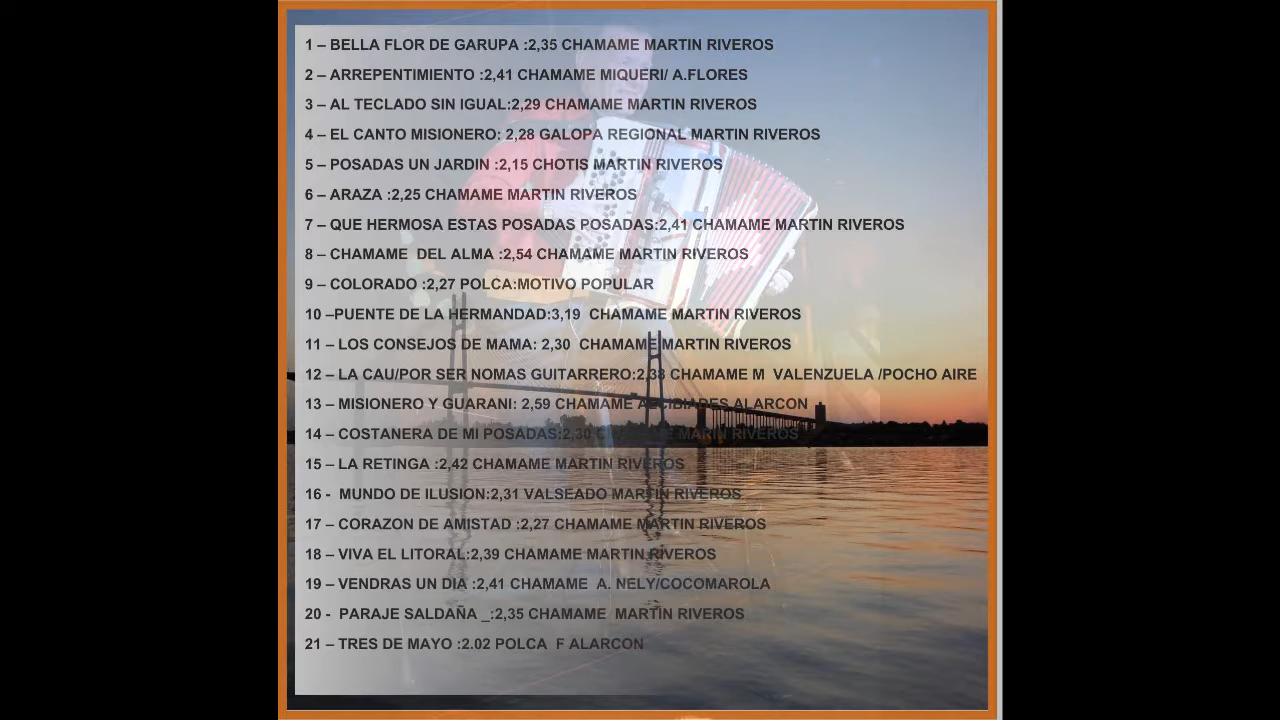 1 – BELLA FLOR DE GARUPA :2,35 CHAMAME MARTIN RIVEROS
2 – ARREPENTIMIENTO :2,41 CHAMAME MIQUERI/ A.FLORES
3 – AL TECLADO SIN IGUAL:2,29 CHAMAME MARTIN RIVEROS
4 – EL CANTO MISIONERO: 2,28 GALOPA REGIONAL MARTIN RIVEROS
5 – POSADAS UN JARDIN :2,15 CHOTIS MARTIN RIVEROS
6 – ARAZA :2,25 CHAMAME MARTIN RIVEROS
7 – QUE HERMOSA ESTAS POSADAS POSADAS:2,41 CHAMAME MARTIN RIVEROS
8 – CHAMAME  DEL ALMA :2,54 CHAMAME MARTIN RIVEROS
9 – COLORADO :2,27 POLCA:MOTIVO POPULAR
10 –PUENTE DE LA HERMANDAD:3,19  CHAMAME MARTIN RIVEROS
11 – LOS CONSEJOS DE MAMA: 2,30  CHAMAME MARTIN RIVEROS
12 – LA CAU/POR SER NOMAS GUITARRERO:2,38 CHAMAME M  VALENZUELA /POCHO AIRE
13 – MISIONERO Y GUARANI: 2,59 CHAMAME ALCIBIADES ALARCON
14 – COSTANERA DE MI POSADAS:2,30 CHAMAME MARIN RIVEROS
15 – LA RETINGA :2,42 CHAMAME MARTIN RIVEROS
16 -  MUNDO DE ILUSION:2,31 VALSEADO MARTIN RIVEROS
17 – CORAZON DE AMISTAD :2,27 CHAMAME MARTIN RIVEROS
18 – VIVA EL LITORAL:2,39 CHAMAME MARTIN RIVEROS
19 – VENDRAS UN DIA :2,41 CHAMAME  A. NELY/COCOMAROLA
20 -  PARAJE SALDAÑA _:2,35 CHAMAME  MARTIN RIVEROS
21 – TRES DE MAYO :2.02 POLCA  F ALARCON